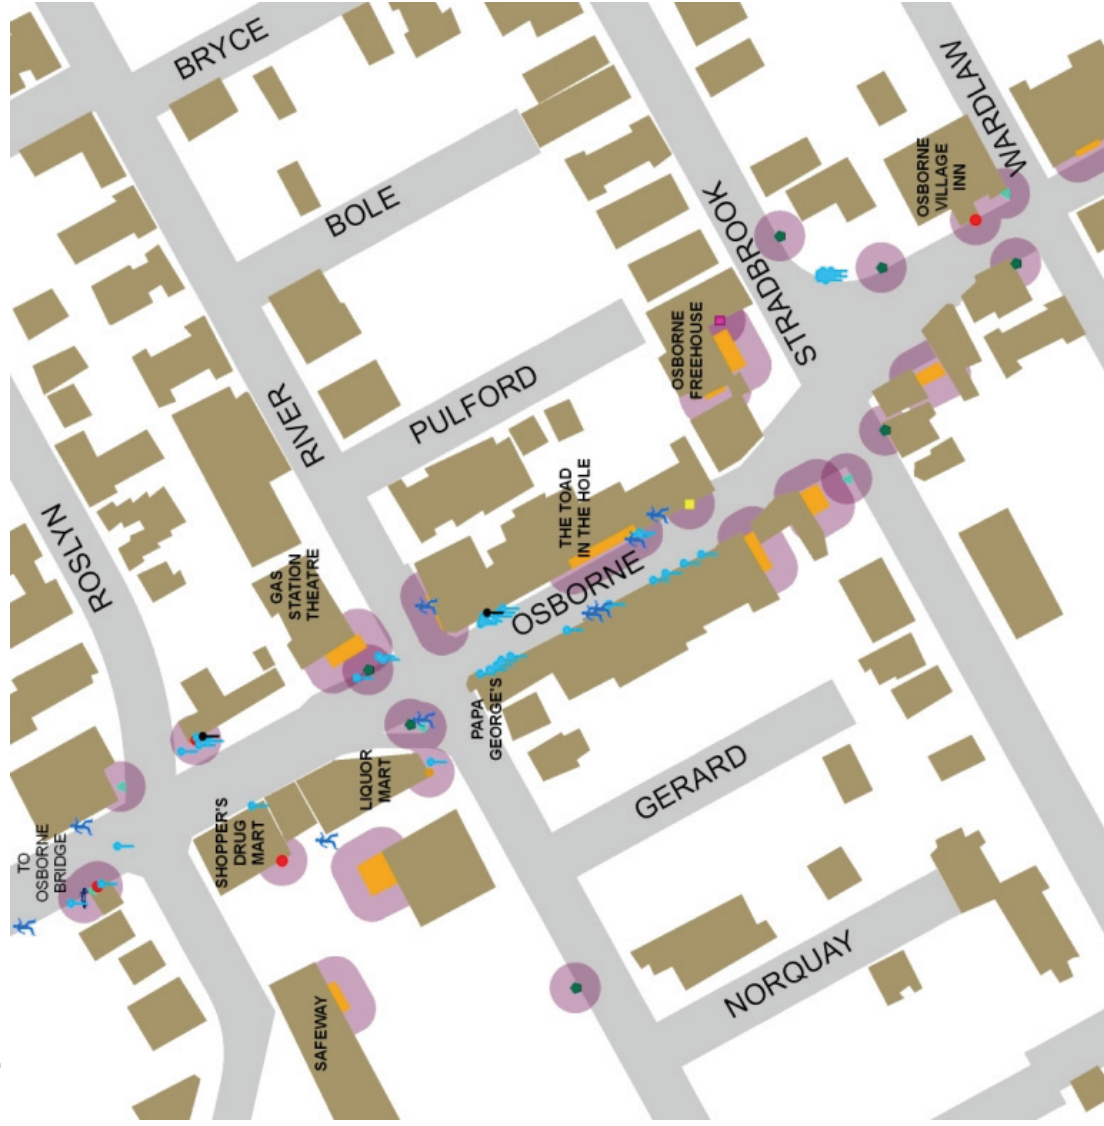 BRYCE
WARDLAW
BOLE
OSBORNE
VILLAGE
INN
STRADBROOK
OSBORNE
FREEHOUSE
RIVER
PULFORD
THE TOAD
IN THE HOLE
ROSLYN
GAS
STATION
THEATRE
OSBORNE
PAPA
GEORGE'S
LIQUOR
MART
GERARD
SHOPPER'S
DRUG
MART
TO
OSBORNE
BRIDGE
NORQUAY
SAFEWAY